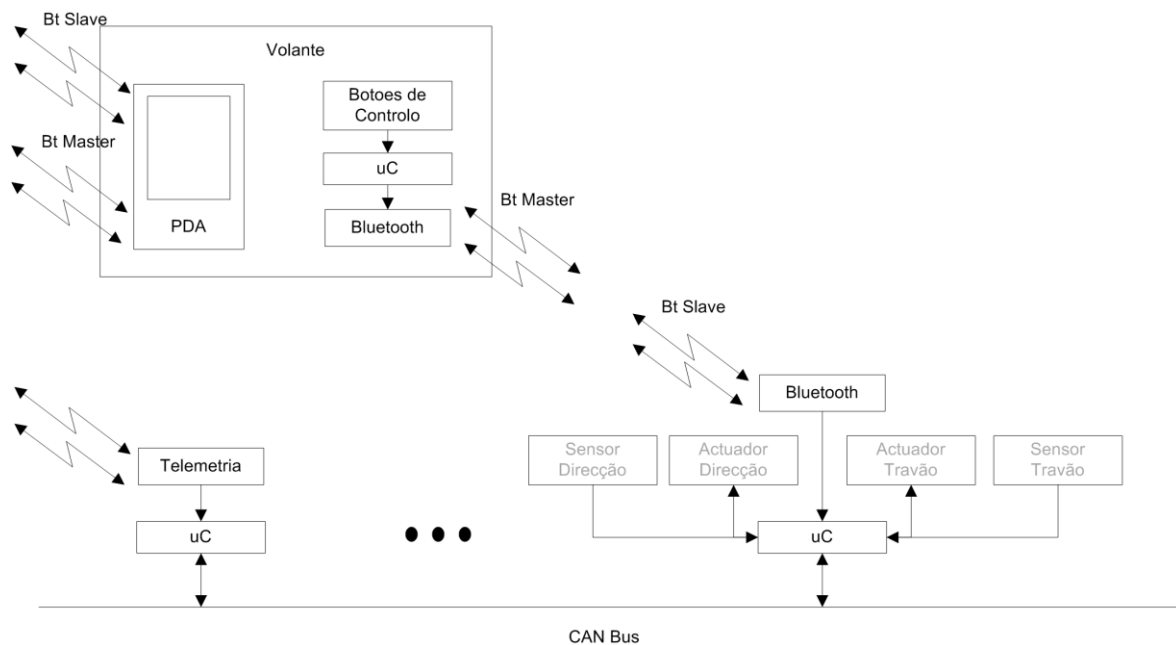 Bt Slave
Volante
Botoes de
Controlo
Bt Master
uC
Bt Master
PDA
Bluetooth
Bt Slave
Bluetooth
Telemetria
Sensor
Direcção
Actuador
Direcção
Actuador
Travão
Sensor
Travão
uC
uC
CAN Bus